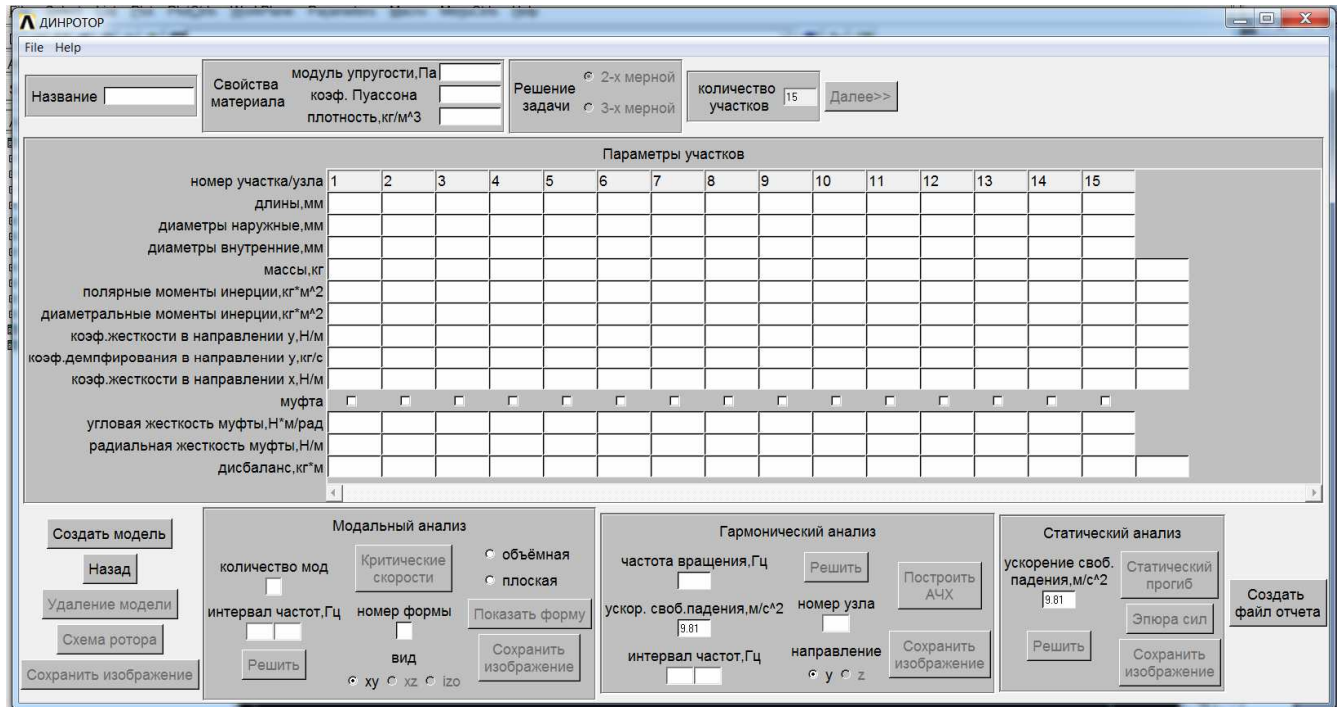 ДИНРОТОР
File Help
Название
Свойства материала
модуль упругости,Па
коэф. Пуассона
плотность,кг/м^3
Решение задачи
2-х мерной
3-х мерной
количество участков
15
Далее>>
Параметры участков
номер участка/узла 1 2 3 4 5 6 7 8 9 10 11 12 13 14 15
длины,мм
диаметры наружные,мм
диаметры внутренние,мм
массы,кг
полярные моменты инерции,кг*м^2
диаметральные моменты инерции,кг*м^2
коэф.жесткости в направлении y,Н/м
коэф.демпфирования в направлении y,кг/с
коэф.жесткости в направлении x,Н/м
муфта
угловая жесткость муфты,Н*м/рад
радиальная жесткость муфты,Н/м
дисбаланс,кг*м
Создать модель
Назад
Удаление модели
Схема ротора
Сохранить изображение
Модальный анализ
количество мод
Критические
скорости
объёмная
плоская
интервал частот,Гц
номер формы
Показать форму
Решить
вид
xy xz izo
Сохранить
изображение
Гармонический анализ
частота вращения,Гц
Решить
Построить
АЧХ
ускор. своб.падения,м/с^2
9.81
номер узла
интервал частот,Гц
направление
y z
Сохранить
изображение
Статический анализ
ускорение своб.
падения,м/с^2
9.81
Статический
прогиб
Эпюра сил
Решить
Сохранить
изображение
Создать
файл отчета